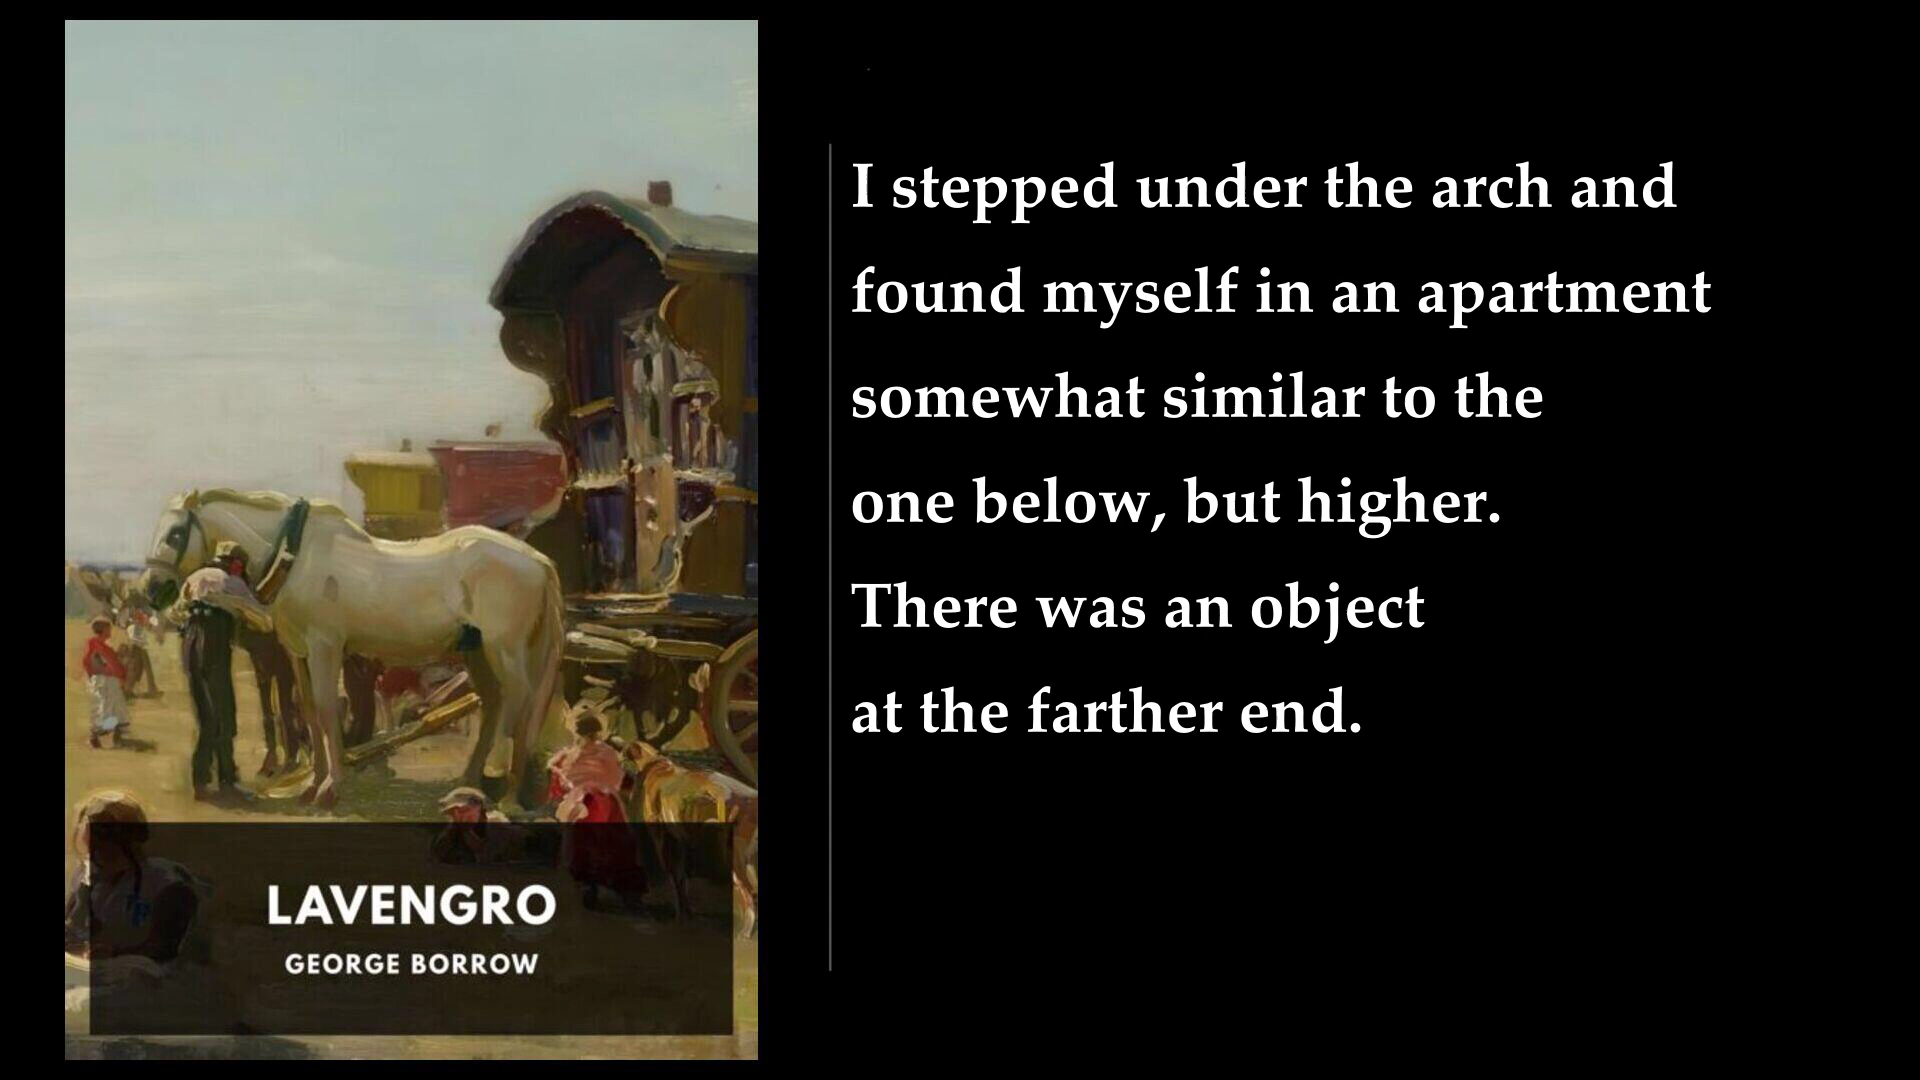 I stepped under the arch and
found myself in an apartment
somewhat similar to the
one below, but higher.
There was an object
at the farther end.
LAVENGRO
GEORGE BORROW